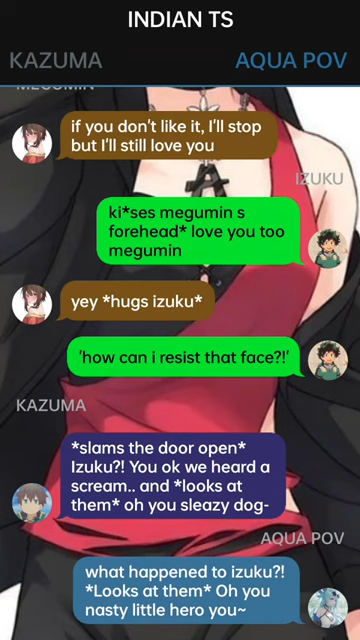 INDIAN TS
KAZUMA
AQUA POV
MEGUMIN
if you don't like it, I'll stop
but I'll still love you
IZUKU
ki*ses megumin s
forehead* love you too
megumin
yey *hugs izuku*
'how can i resist that face?!'
KAZUMA
*slams the door open*
Izuku?! You ok we heard a
scream.. and *looks at
them* oh you sleazy dog-
AQUA POV
what happened to izuku?!
*Looks at them* Oh you
nasty little hero you~